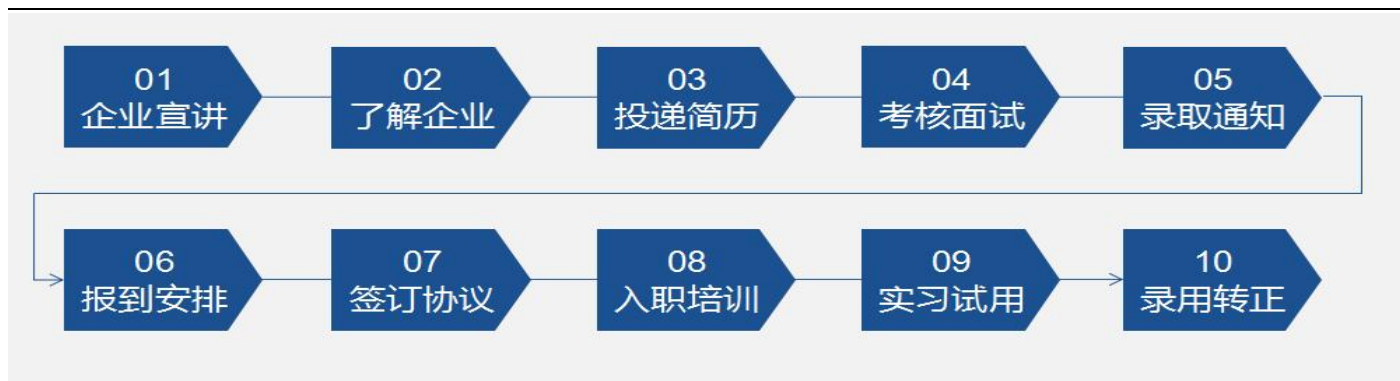 01
企业宣讲
02
了解企业
03
投递简历
04
考核面试
05
录取通知
06
报到安排
07
签订协议
08
入职培训
09
实习试用
10
录用转正